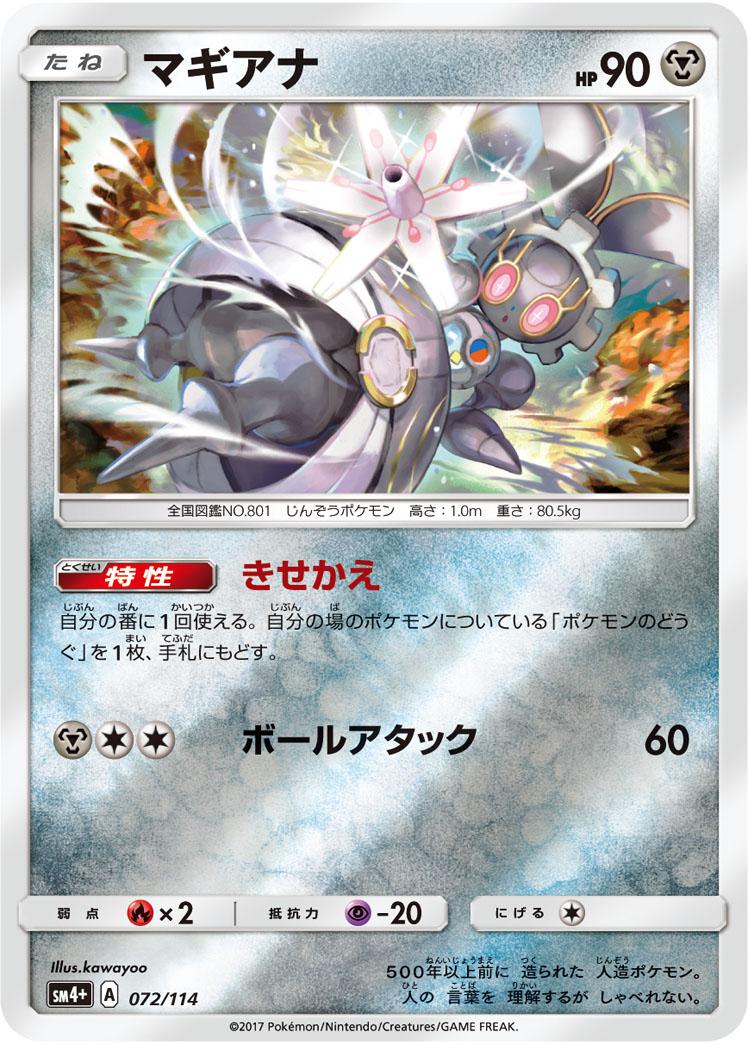 たね マギアナ HP90
全国図鑑NO.801 じんぞうポケモン 高さ:1.0m 重さ:80.5kg
とくせい
特性 きせかえ
じぶん ばん かいつか じぶん ば
自分の番に1回使える。自分の場のポケモンについている「ポケモンのどう
まい てふだ
ぐ」を1枚、手札にもどす。
ボールアタック 60
弱点 ×2 抵抗力 -20 にげる
Illus.kawayoo
ねんいじょうまえ つく じんぞう
500年以上前に 造られた 人造ポケモン。
ひと ことば りかい
人の 言葉を 理解するが しゃべれない。
SM4+ A 072/114
©2017 Pokémon/Nintendo/Creatures/GAME FREAK.